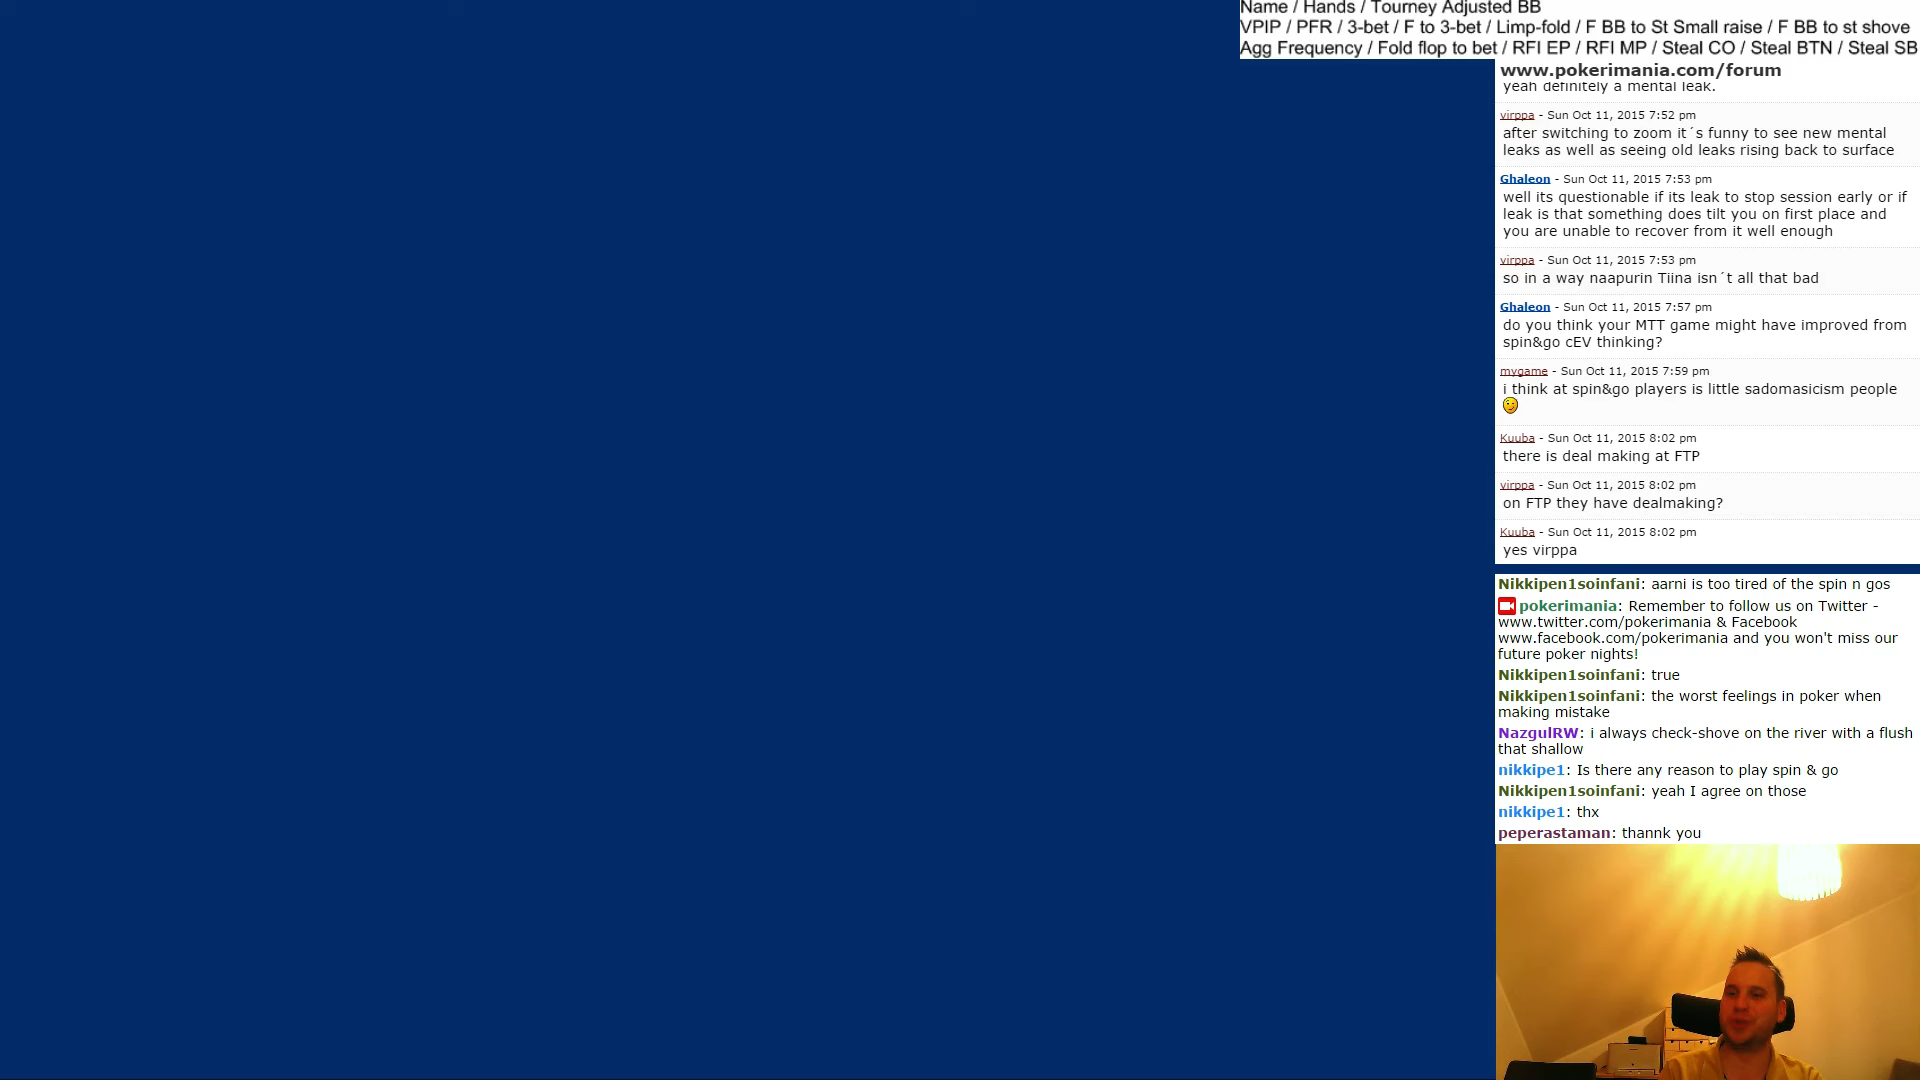 Name / Hands / Tourney Adjusted BB
VPIP / PFR / 3-bet / F to 3-bet / Limp-fold / F BB to St Small raise / F BB to st shove
Agg Frequency / Fold flop to bet / RFI EP / RFI MP / Steal CO / Steal BTN / Steal SB
www.pokerimania.com/forum
yeah definitely a mental leak.
virppa - Sun Oct 11, 2015 7:52 pm
after switching to zoom it´s funny to see new mental
leaks as well as seeing old leaks rising back to surface
Ghaleon - Sun Oct 11, 2015 7:53 pm
well its questionable if its leak to stop session early or if
leak is that something does tilt you on first place and
you are unable to recover from it well enough
virppa - Sun Oct 11, 2015 7:53 pm
so in a way naapurin Tiina isn´t all that bad
Ghaleon - Sun Oct 11, 2015 7:57 pm
do you think your MTT game might have improved from
spin&go cEV thinking?
mygame - Sun Oct 11, 2015 7:59 pm
i think at spin&go players is little sadomasicism people
Kuuba - Sun Oct 11, 2015 8:02 pm
there is deal making at FTP
virppa - Sun Oct 11, 2015 8:02 pm
on FTP they have dealmaking?
Kuuba - Sun Oct 11, 2015 8:02 pm
yes virppa
Nikkipen1soinfani: aarni is too tired of the spin n gos
pokerimania: Remember to follow us on Twitter -
www.twitter.com/pokerimania & Facebook
www.facebook.com/pokerimania and you won't miss our
future poker nights!
Nikkipen1soinfani: true
Nikkipen1soinfani: the worst feelings in poker when
making mistake
NazgulRW: i always check-shove on the river with a flush
that shallow
nikkipe1: Is there any reason to play spin & go
Nikkipen1soinfani: yeah I agree on those
nikkipe1: thx
peperastaman: thannk you